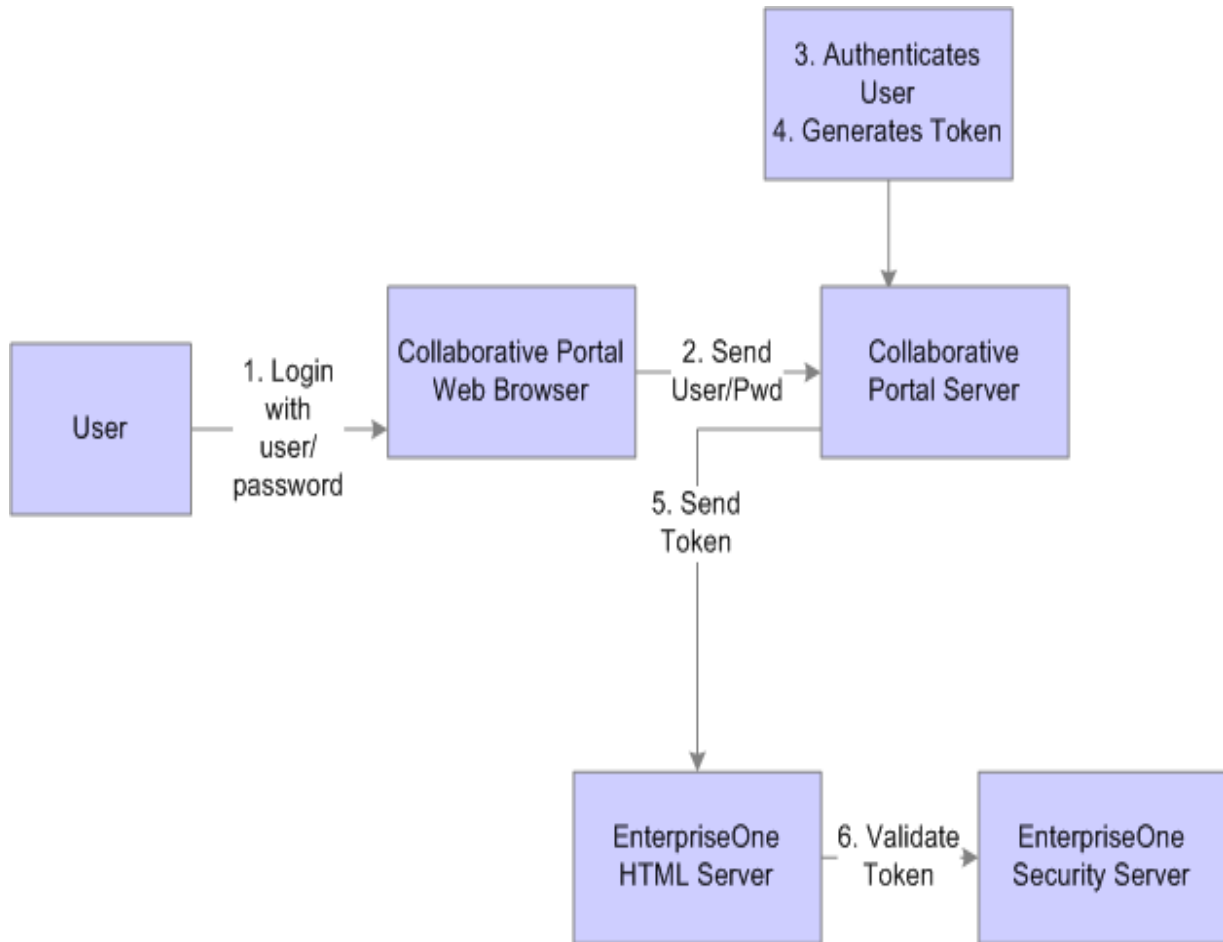 3. Authenticates
User
4. Generates Token
Collaborative Portal
Web Browser
2. Send
User/Pwd
Collaborative
Portal Server
User
1. Login
with
user/
password
5. Send
Token
EnterpriseOne
HTML Server
6. Validate
Token
EnterpriseOne
Security Server